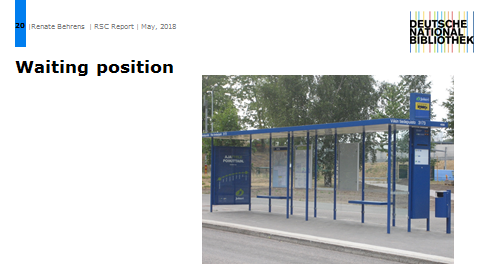 20 |Renate Behrens | RSC Report | May, 2018
DEUTSCHE
NATIONAL
BIBLIOTHEK
Waiting position